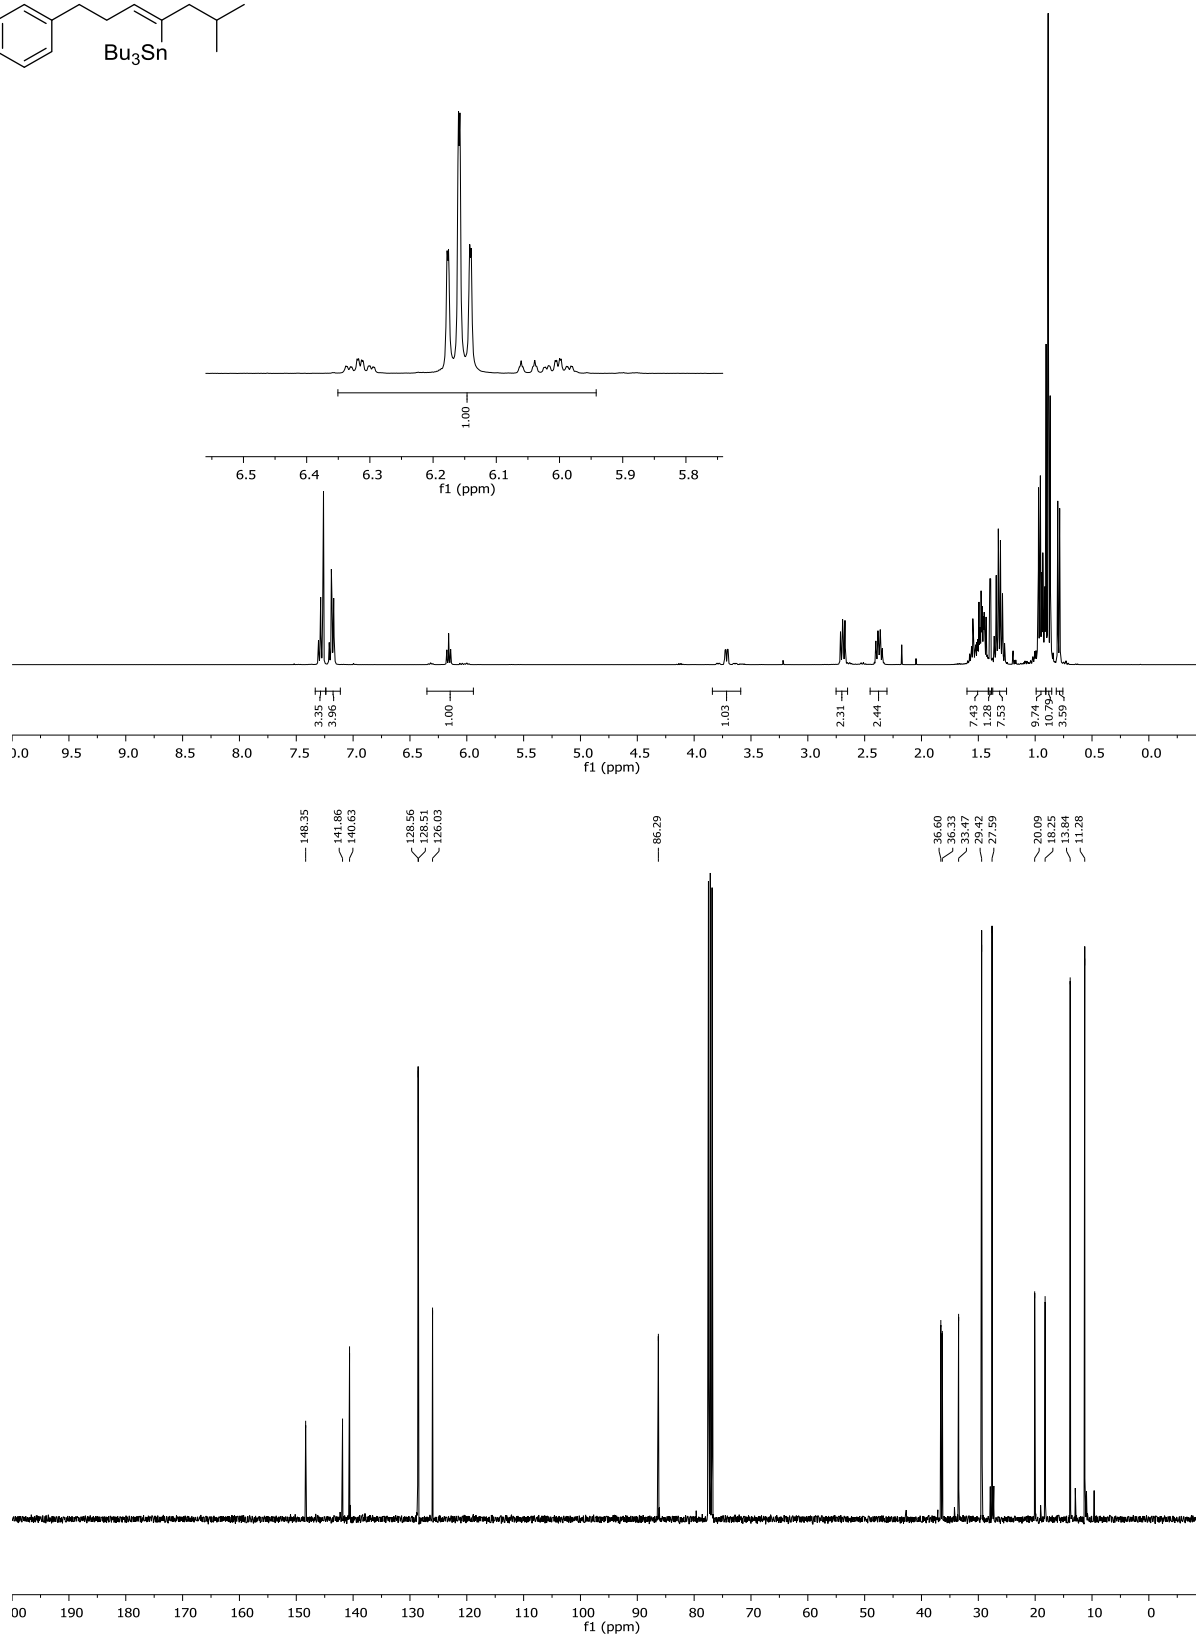 Bu3Sn
1.00
6.5 6.4 6.3 6.2 6.1 6.0 5.9 5.8
f1 (ppm)
3.35 3.96 1.00 1.03 2.31 2.44 7.43 1.28 7.53 9.74 10.79 3.59
0.0 9.5 9.0 8.5 8.0 7.5 7.0 6.5 6.0 5.5 5.0 4.5 4.0 3.5 3.0 2.5 2.0 1.5 1.0 0.5 0.0
f1 (ppm)
148.35 141.86 140.63 128.56 128.51 126.03 86.29 36.60 36.33 33.47 29.42 27.59 20.09 18.25 13.84 11.28
00 190 180 170 160 150 140 130 120 110 100 90 80 70 60 50 40 30 20 10 0
f1 (ppm)